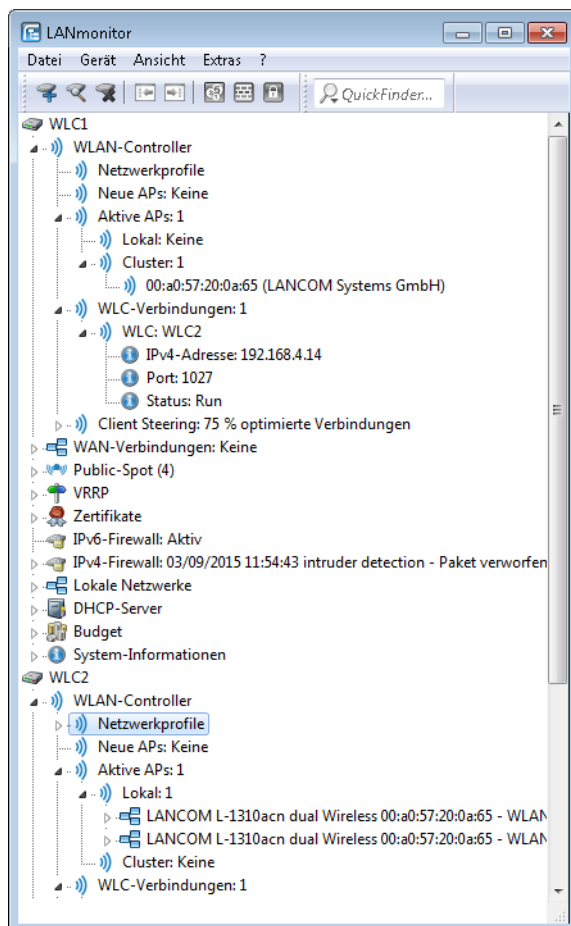 LANmonitor
Datei Gerät Ansicht Extras ?
QuickFinder...
WLC1
WLAN-Controller
Netzwerkprofile
Neue APs: Keine
Aktive APs: 1
Lokal: Keine
Cluster: 1
00:a0:57:20:0a:65 (LANCOM Systems GmbH)
WLC-Verbindungen: 1
WLC: WLC2
IPv4-Adresse: 192.168.4.14
Port: 1027
Status: Run
Client Steering: 75 % optimierte Verbindungen
WAN-Verbindungen: Keine
Public-Spot (4)
VRRP
Zertifikate
IPv6-Firewall: Aktiv
IPv4-Firewall: 03/09/2015 11:54:43 intruder detection - Paket verworfen
Lokale Netzwerke
DHCP-Server
Budget
System-Informationen
WLC2
WLAN-Controller
Netzwerkprofile
Neue APs: Keine
Aktive APs: 1
Lokal: 1
LANCOM L-1310acn dual Wireless 00:a0:57:20:0a:65 - WLAN
LANCOM L-1310acn dual Wireless 00:a0:57:20:0a:65 - WLAN
Cluster: Keine
WLC-Verbindungen: 1